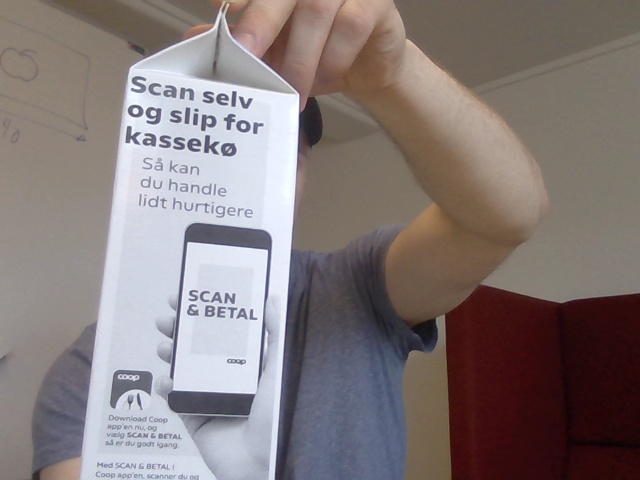 Scan selv
og slip for
kassekø
Så kan
du handle
lidt hurtigere
SCAN
& BETAL
coop
coop
Download Coop
app'en nu, og
vælg SCAN & BETAL
så er du godt igang.
Med SCAN & BETAL i
Coop app'en, scanner du og